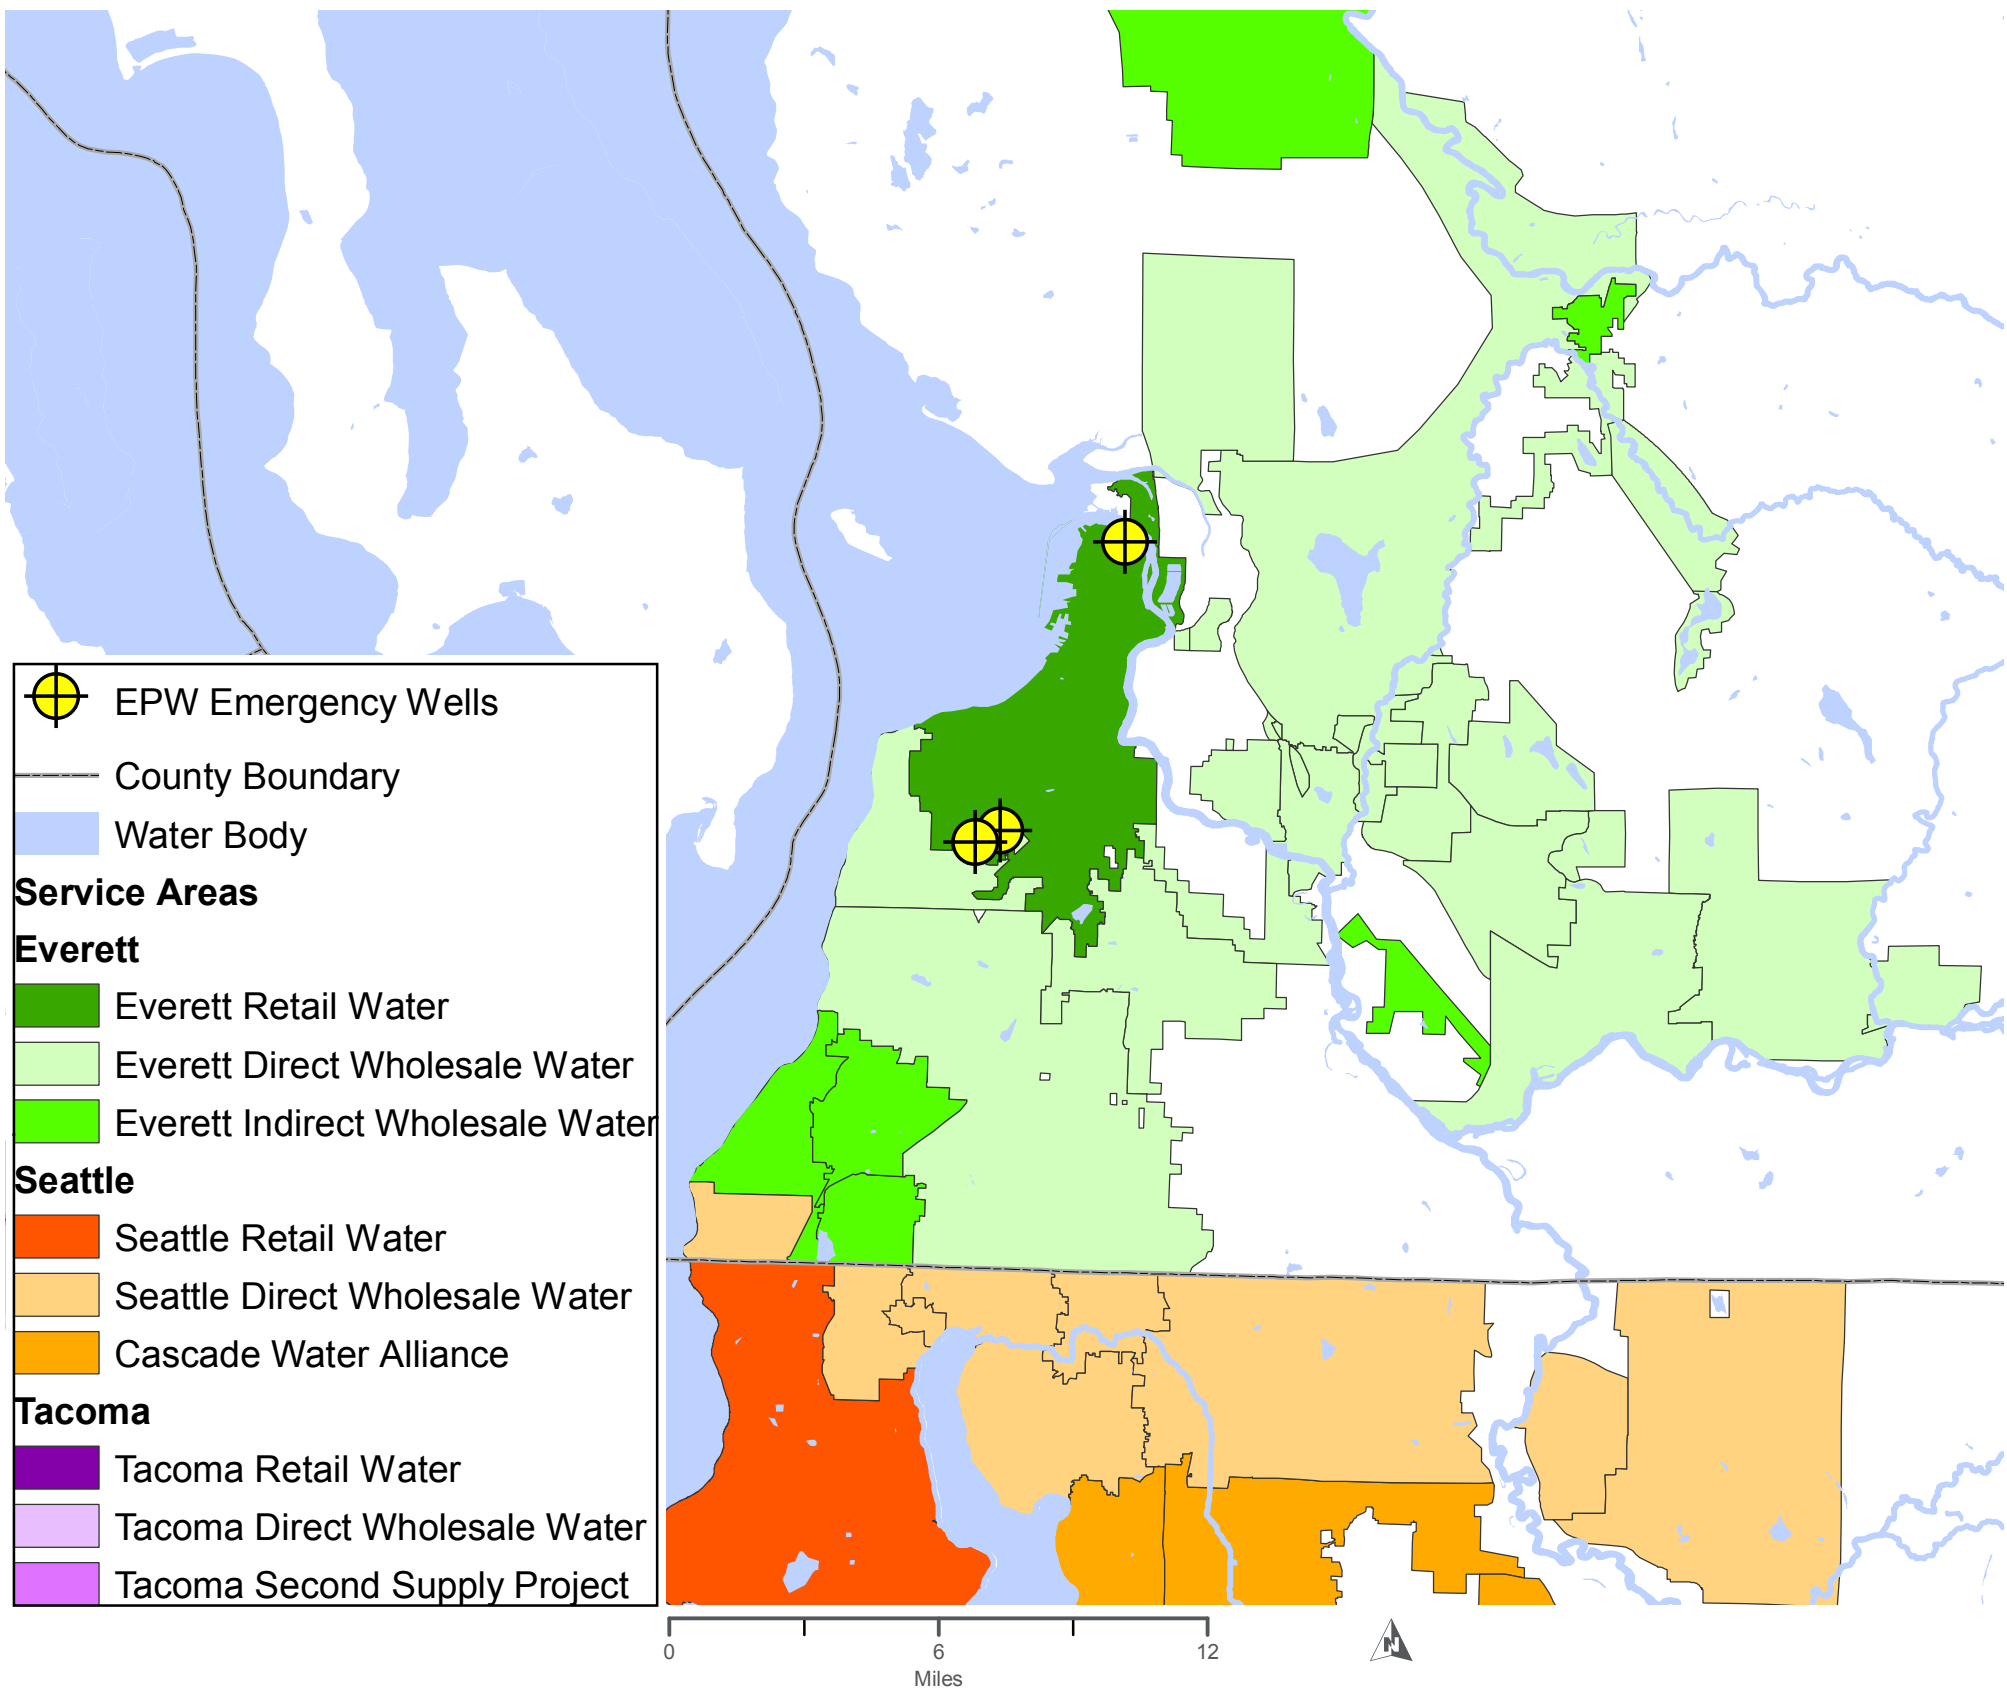 EPW Emergency Wells
County Boundary
Water Body
Service Areas
Everett
Everett Retail Water
Everett Direct Wholesale Water
Everett Indirect Wholesale Water
Seattle
Seattle Retail Water
Seattle Direct Wholesale Water
Cascade Water Alliance
Tacoma
Tacoma Retail Water
Tacoma Direct Wholesale Water
Tacoma Second Supply Project
0 6 12
Miles
N